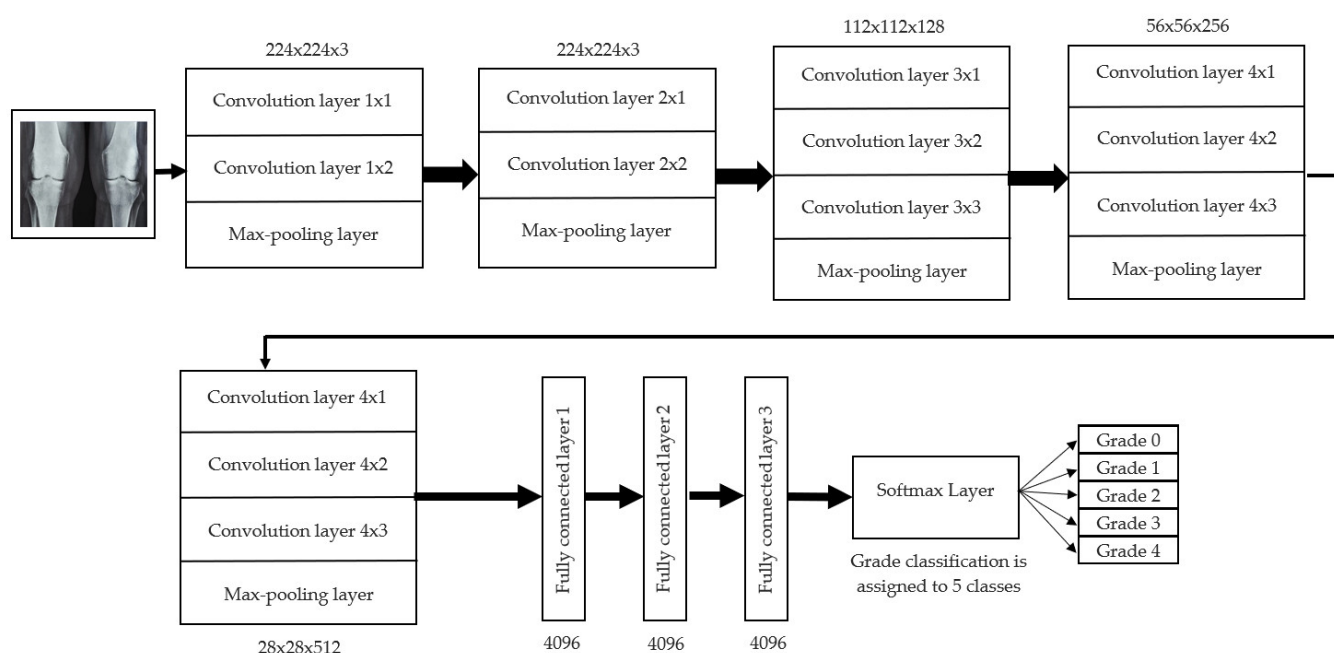 224x224x3
Convolution layer 1x1
Convolution layer 1x2
Max-pooling layer
224x224x3
Convolution layer 2x1
Convolution layer 2x2
Max-pooling layer
112x112x128
Convolution layer 3x1
Convolution layer 3x2
Convolution layer 3x3
Max-pooling layer
56x56x256
Convolution layer 4x1
Convolution layer 4x2
Convolution layer 4x3
Max-pooling layer
Convolution layer 4x1
Convolution layer 4x2
Convolution layer 4x3
Max-pooling layer
28x28x512
Fully connected layer 1
4096
Fully connected layer 2
4096
Fully connected layer 3
4096
Softmax Layer
Grade classification is
assigned to 5 classes
Grade 0
Grade 1
Grade 2
Grade 3
Grade 4